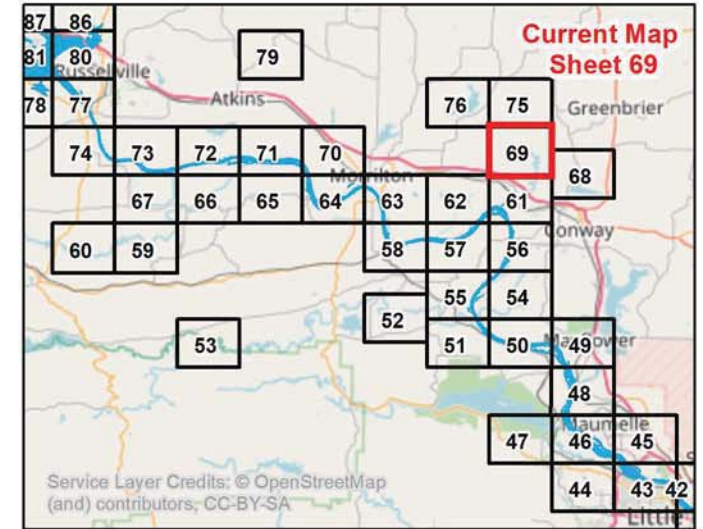 87 86
Current Map
Sheet 69
81 80 79
Russellville
78 77 Atkins 76 75 Greenbrier
74 73 72 71 70 69 68
Morrilton
67 66 65 64 63 62 61
Conway
60 59 58 57 56
55 54
52
53 51 50 49
48
Maumelle
47 46 45
Service Layer Credits: © OpenStreetMap
(and) contributors, CC-BY-SA
44 43 42
Little